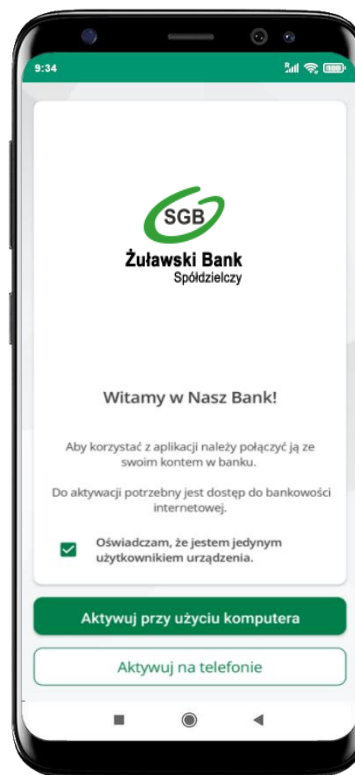 9:34
SGB
Żuławski Bank
Spółdzielczy
Witamy w Nasz Bank!
Aby korzystać z aplikacji należy połączyć ją ze
swoim kontem w banku.
Do aktywacji potrzebny jest dostęp do bankowości
internetowej.
Oświadczam, że jestem jedynym
użytkownikiem urządzenia.
Aktywuj przy użyciu komputera
Aktywuj na telefonie